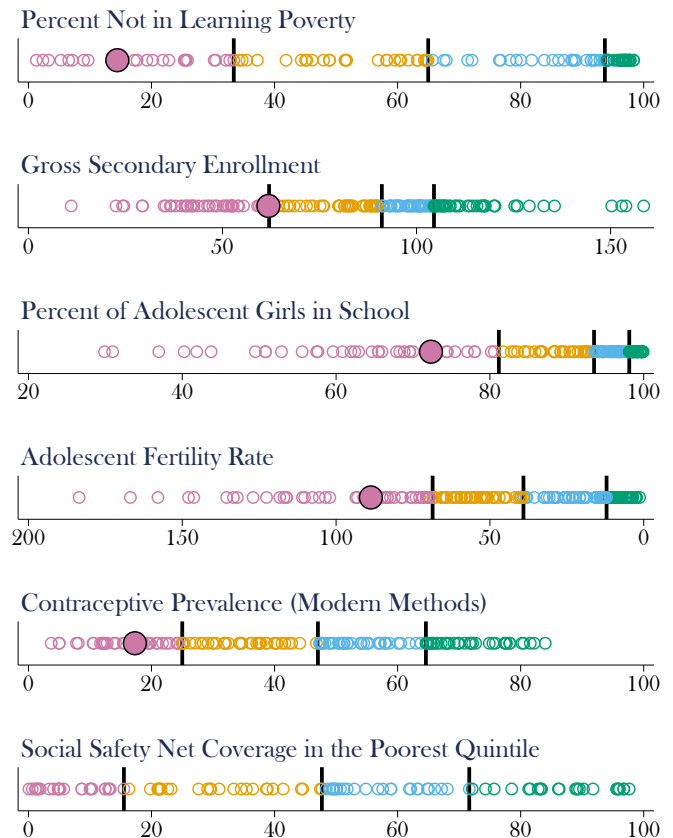 Percent Not in Learning Poverty
0 20 40 60 80 100
Gross Secondary Enrollment
0 50 100 150
Percent of Adolescent Girls in School
20 40 60 80 100
Adolescent Fertility Rate
200 150 100 50 0
Contraceptive Prevalence (Modern Methods)
0 20 40 60 80 100
Social Safety Net Coverage in the Poorest Quintile
0 20 40 60 80 100